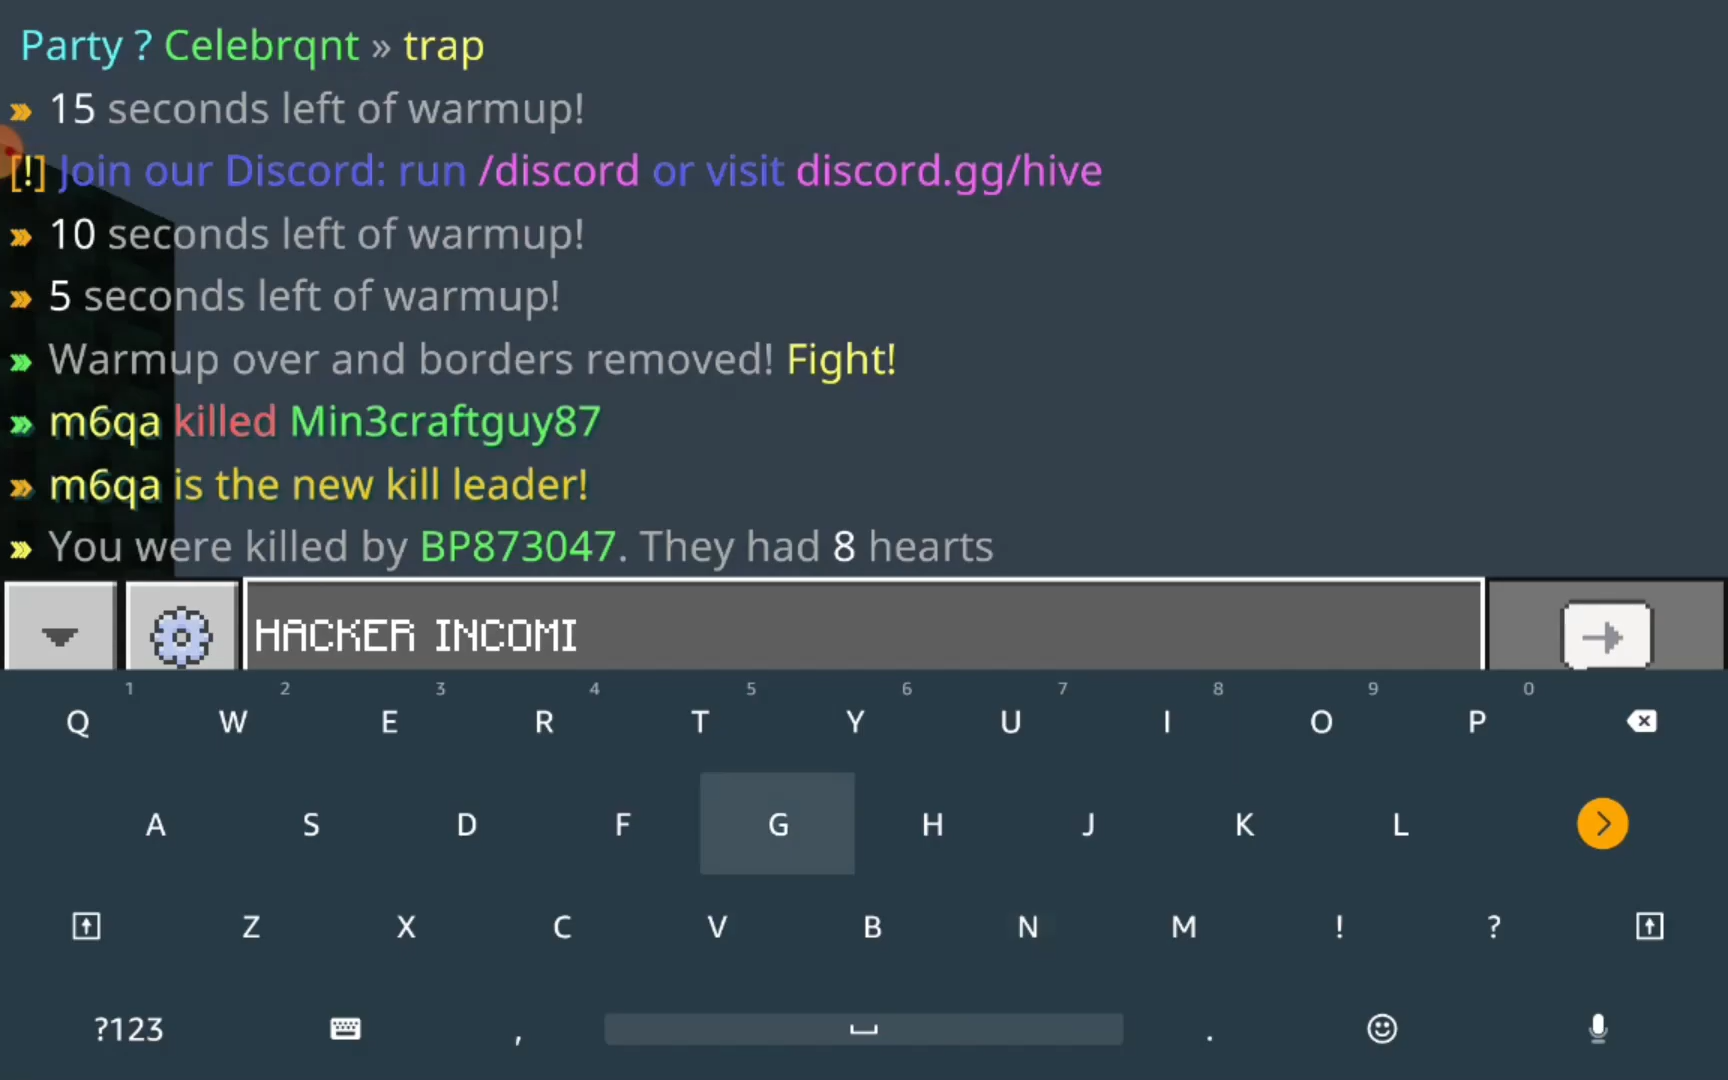 Party ? Celebrqnt » trap
» 15 seconds left of warmup!
[!] Join our Discord: run /discord or visit discord.gg/hive
» 10 seconds left of warmup!
» 5 seconds left of warmup!
» Warmup over and borders removed! Fight!
» m6qa killed Min3craftguy87
» m6qa is the new kill leader!
» You were killed by BP873047. They had 8 hearts
HACKER INCOMI
1 2 3 4 5 6 7 8 9 0
Q W E R T Y U I O P
A S D F G H J K L
Z X C V B N M ! ?
?123 , .